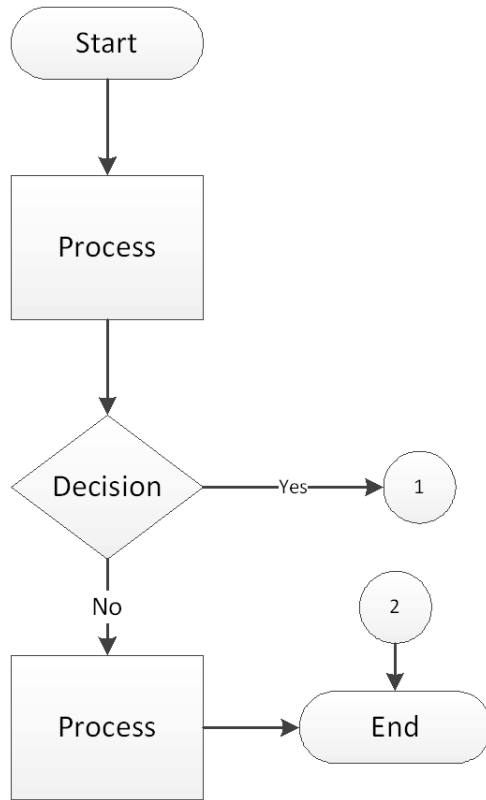 Start
Process
Decision
Yes
1
No
2
Process
End